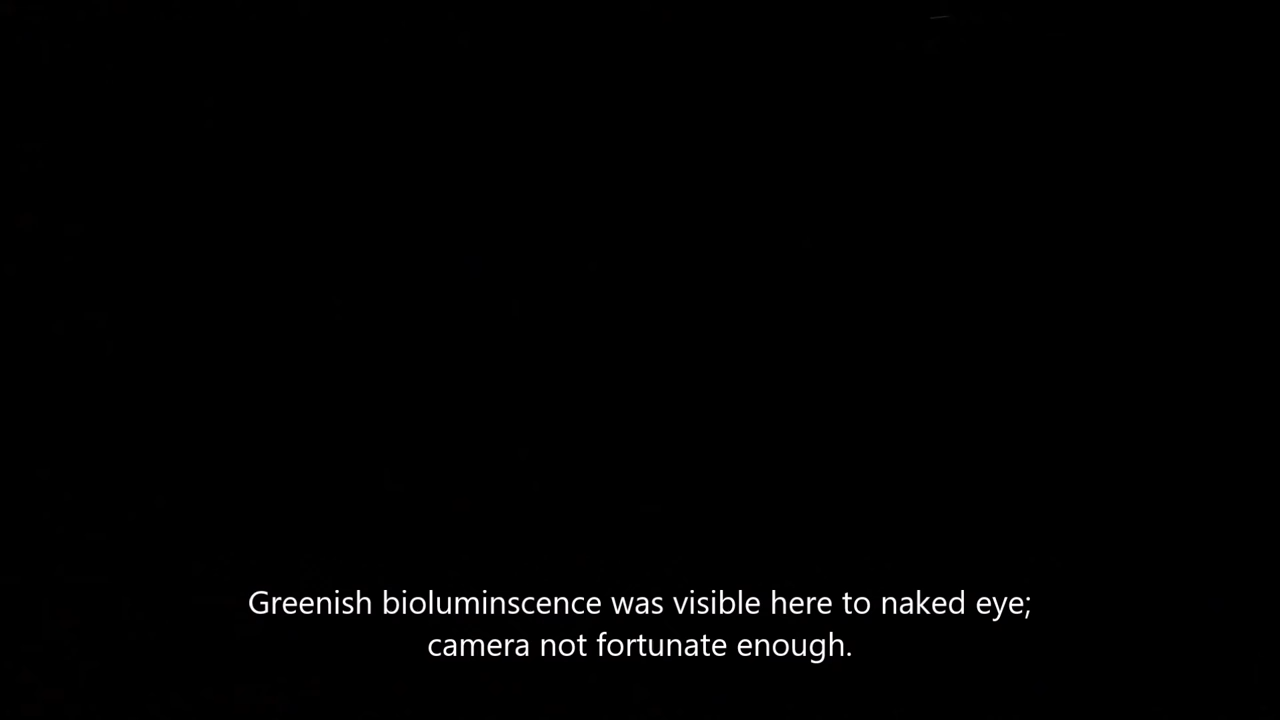 Greenish bioluminscence was visible here to naked eye;
camera not fortunate enough.